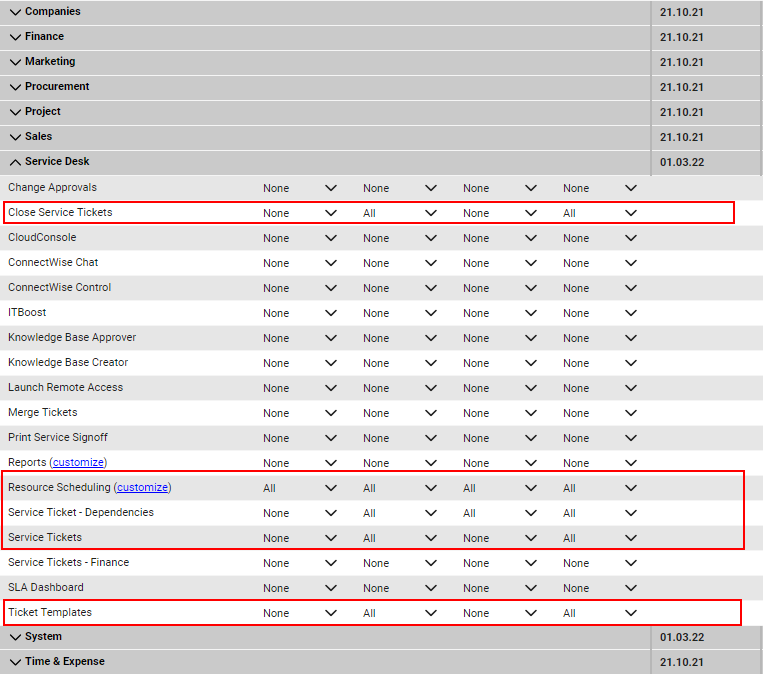 Companies 21.10.21
Finance 21.10.21
Marketing 21.10.21
Procurement 21.10.21
Project 21.10.21
Sales 21.10.21
Service Desk 01.03.22
Change Approvals None None None None
Close Service Tickets None All None All
CloudConsole None None None None
ConnectWise Chat None None None None
ConnectWise Control None None None None
ITBoost None None None None
Knowledge Base Approver None None None None
Knowledge Base Creator None None None None
Launch Remote Access None None None None
Merge Tickets None None None None
Print Service Signoff None None None None
Reports (customize) None None None None
Resource Scheduling (customize) All All All All
Service Ticket - Dependencies None All All All
Service Tickets None All None All
Service Tickets - Finance None None None None
SLA Dashboard None None None None
Ticket Templates None All None All
System 01.03.22
Time & Expense 21.10.21